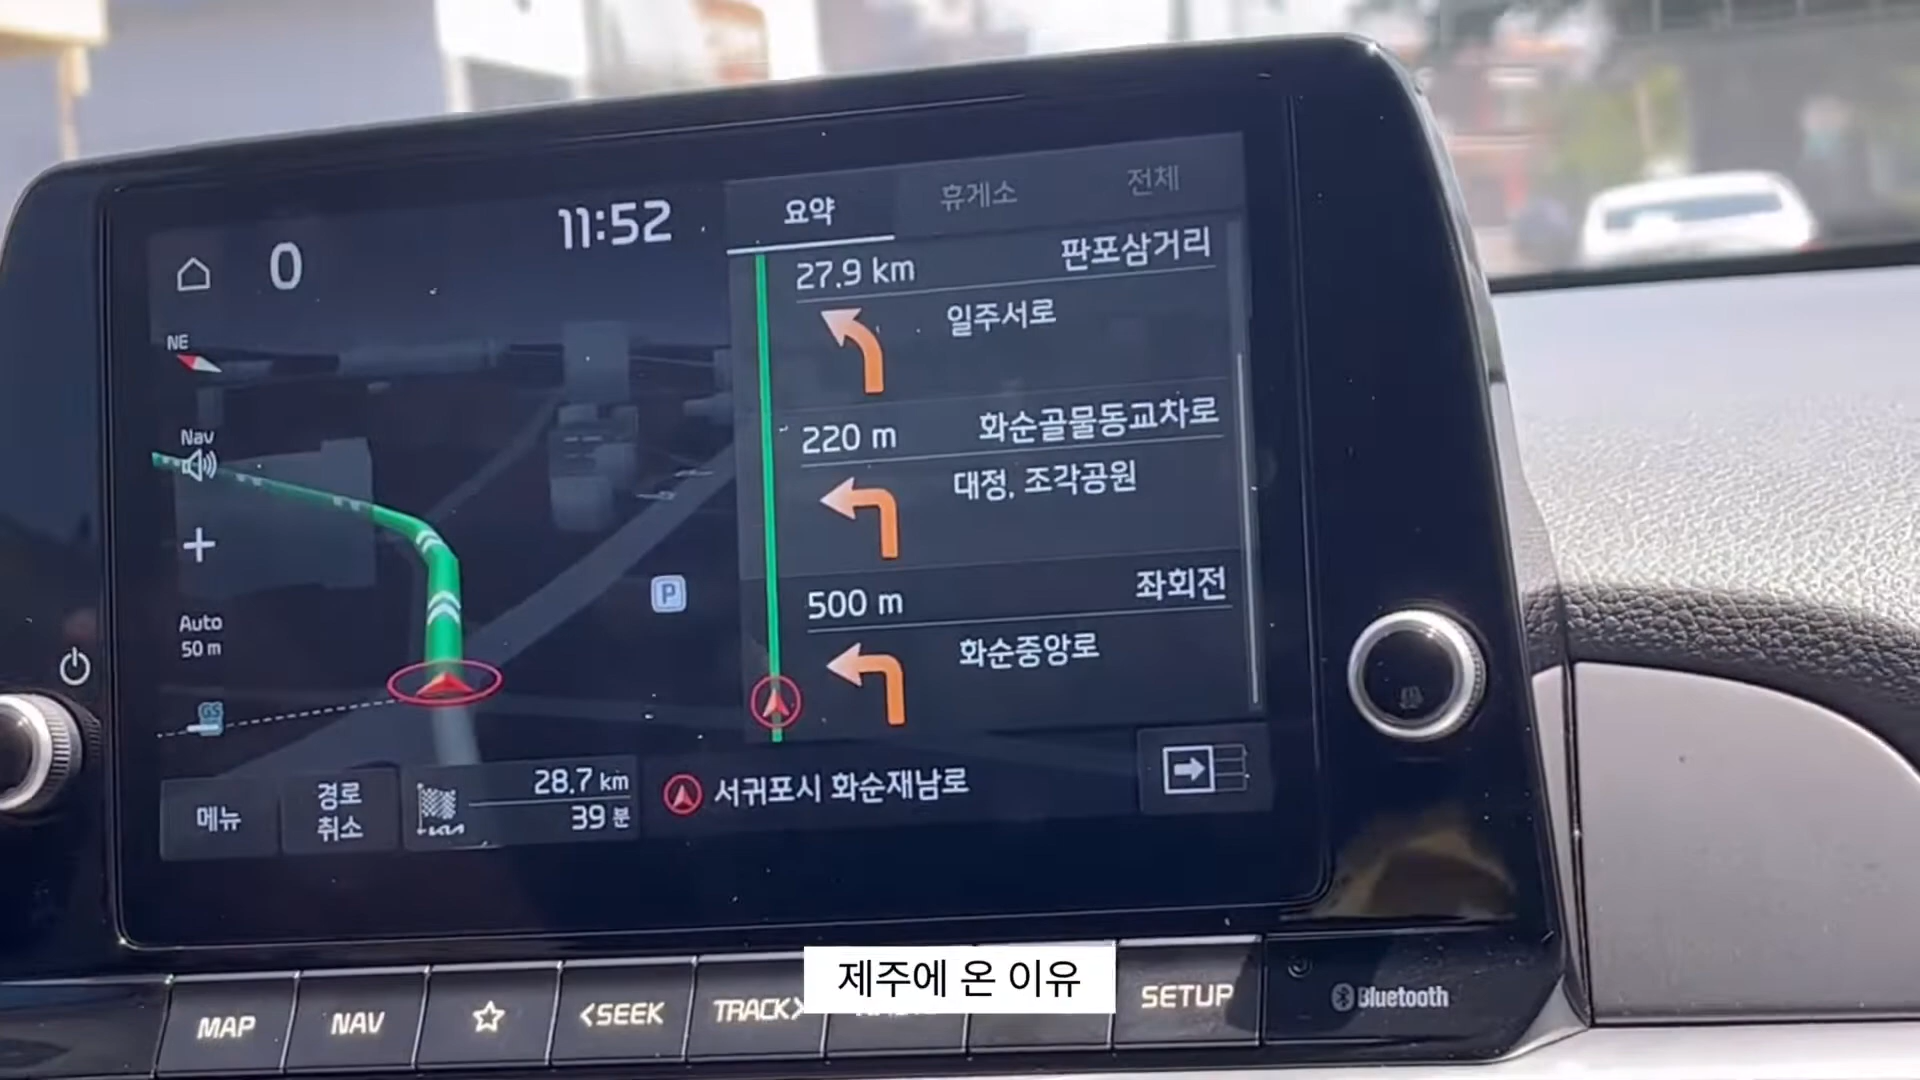 0
11:52
요약
휴게소
전체
NE
27.9 km
판포삼거리
일주서로
Nav
220 m
화순골물동교차로
대정, 조각공원
P
500 m
좌회전
화순중앙로
Auto
50 m
GS
메뉴
경로
취소
28.7 km
39 분
KIA
서귀포시 화순재남로
제주에 온 이유
MAP
NAV
<SEEK
TRACK>
SETUP
Bluetooth